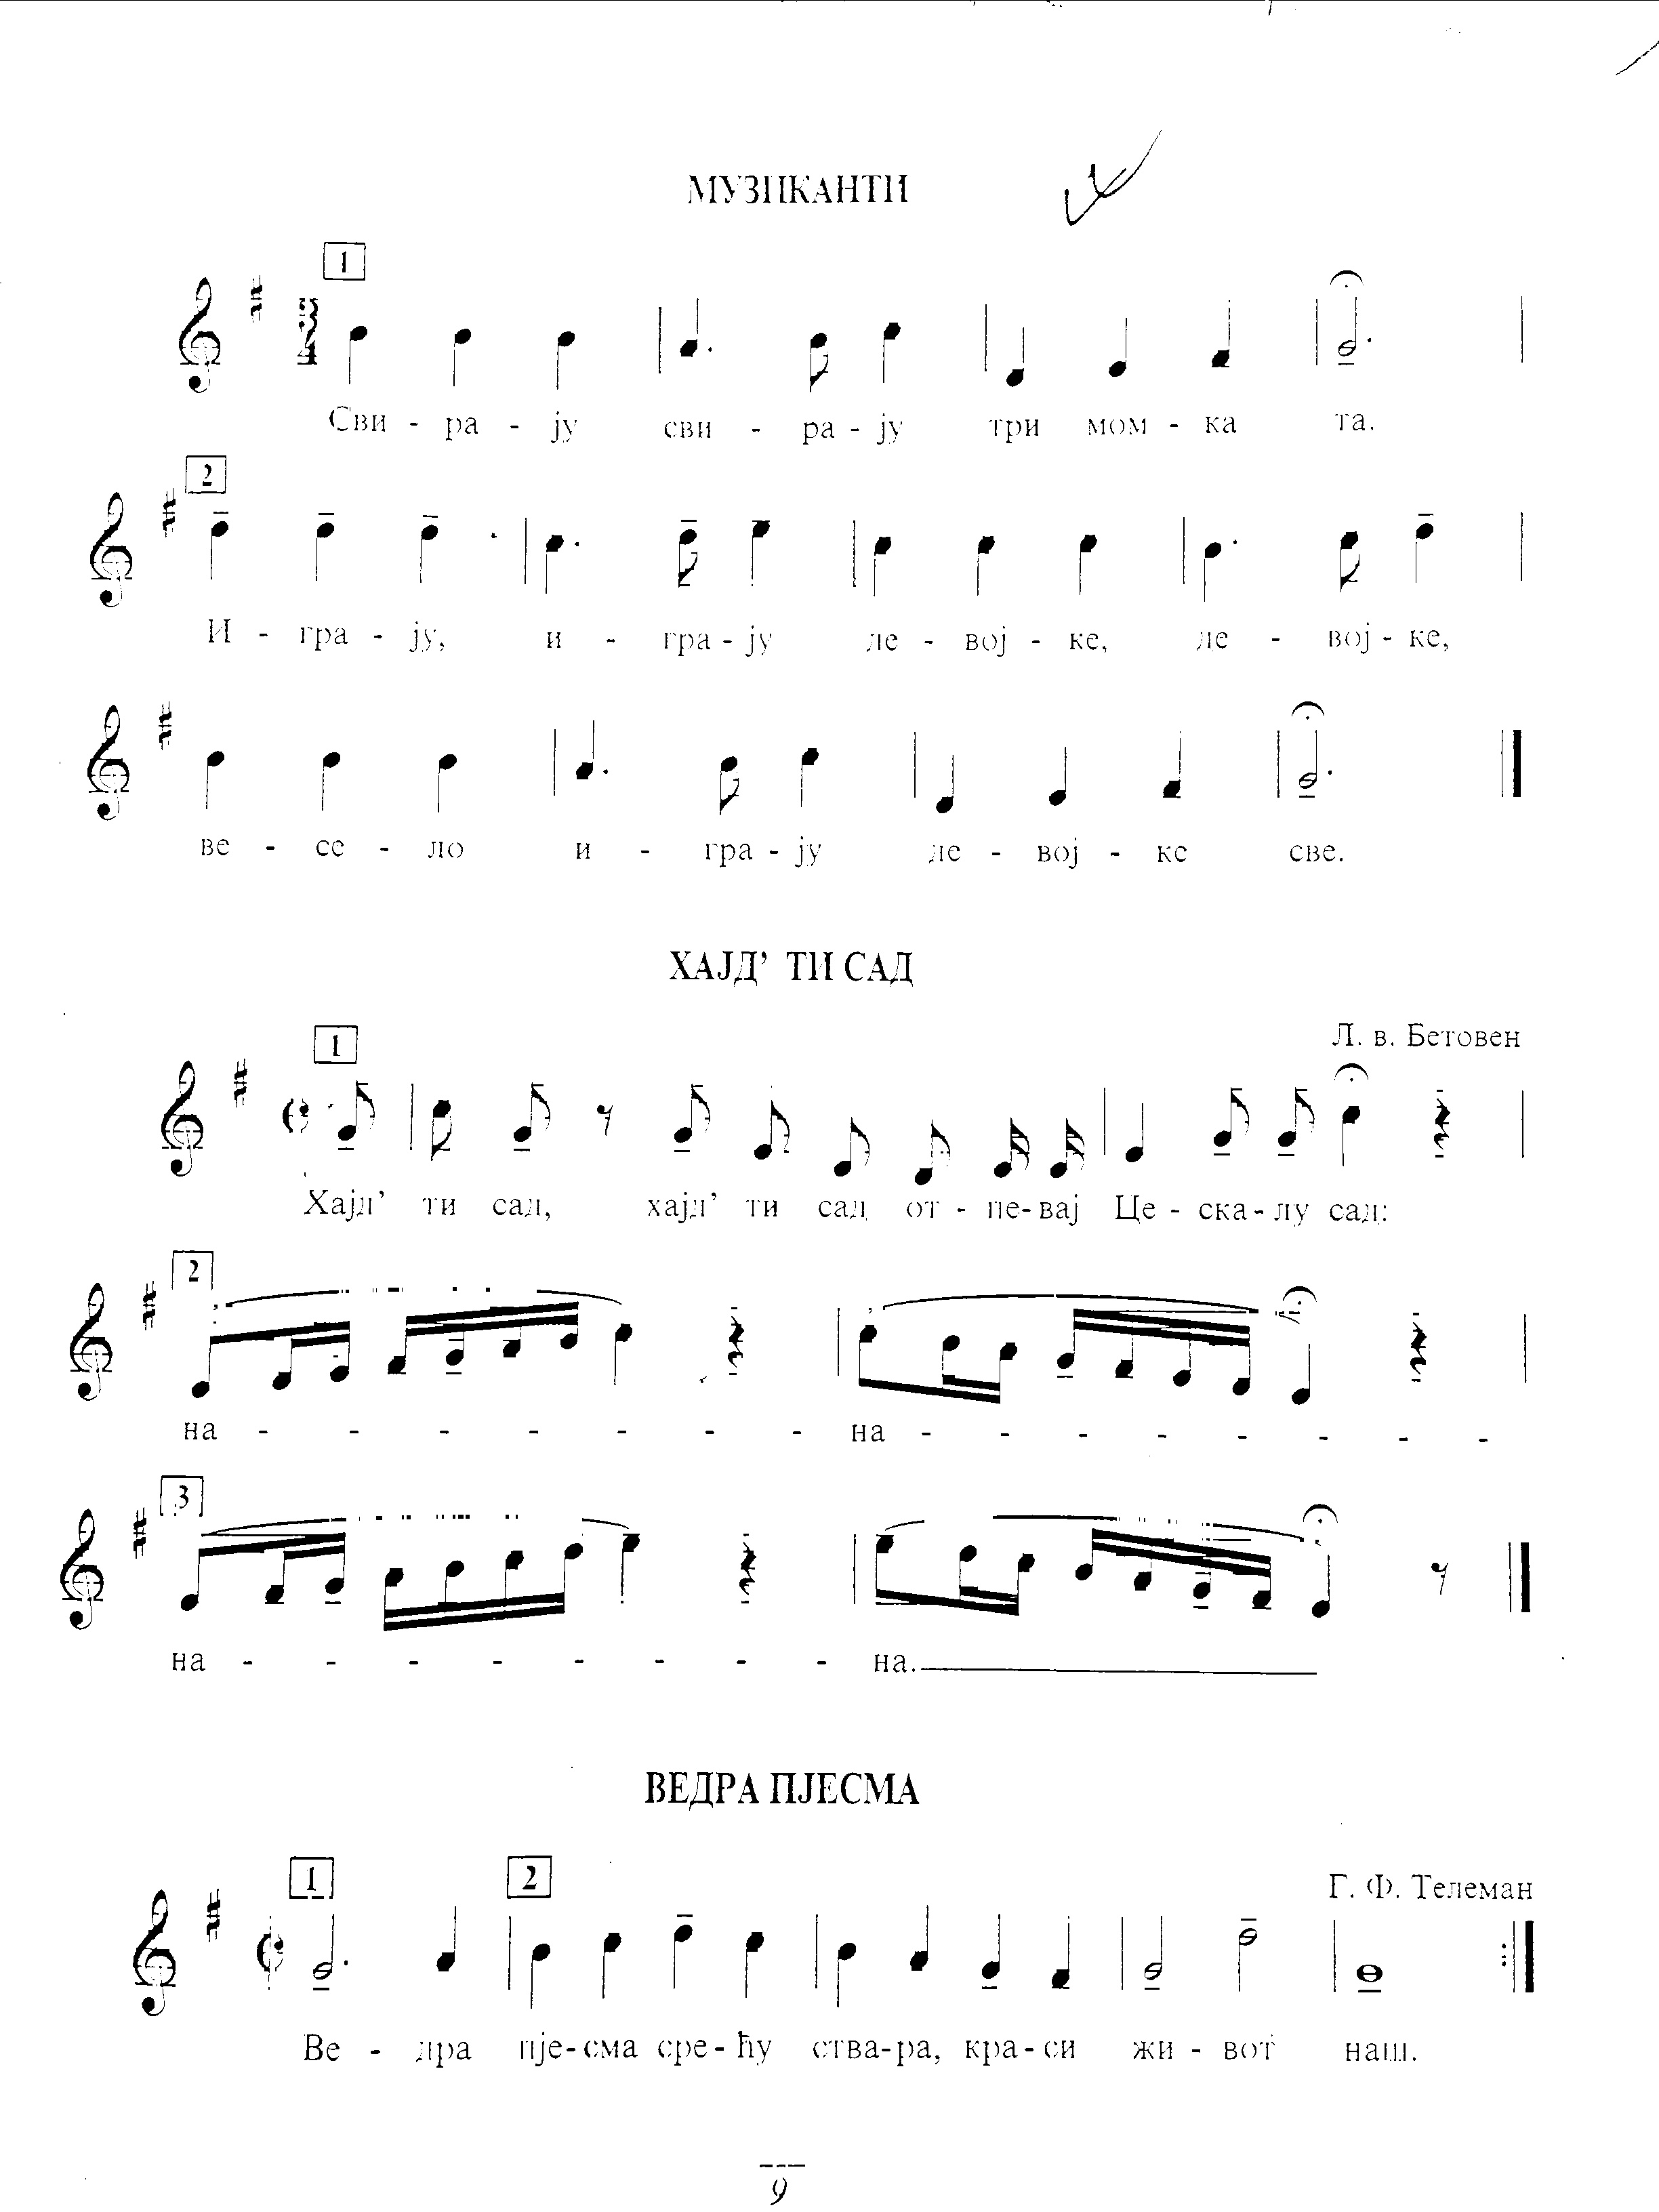 МУЗИКАНТИ
1
Сви - ра - ју сви - ра - ју три мом - ка та.
2
И - гра - ју, и - гра - ју де - вој - ке, де - вој - ке,
ве - се - ло и - гра - ју де - вој - ке све.
ХАЈД’ ТИ САД
Л. в. Бетовен
1
Хајд’ ти сад, хајд’ ти сад от - пе-вај Це - ска - лу сад:
2
на - - - - - - - на - - - - - - - -
3
на - - - - - - - - на.
ВЕДРА ПЈЕСМА
1 2
Г. Ф. Телеман
Ве - дра пје-сма сре-ћу ства-ра, кра-си жи - вот наш.
9